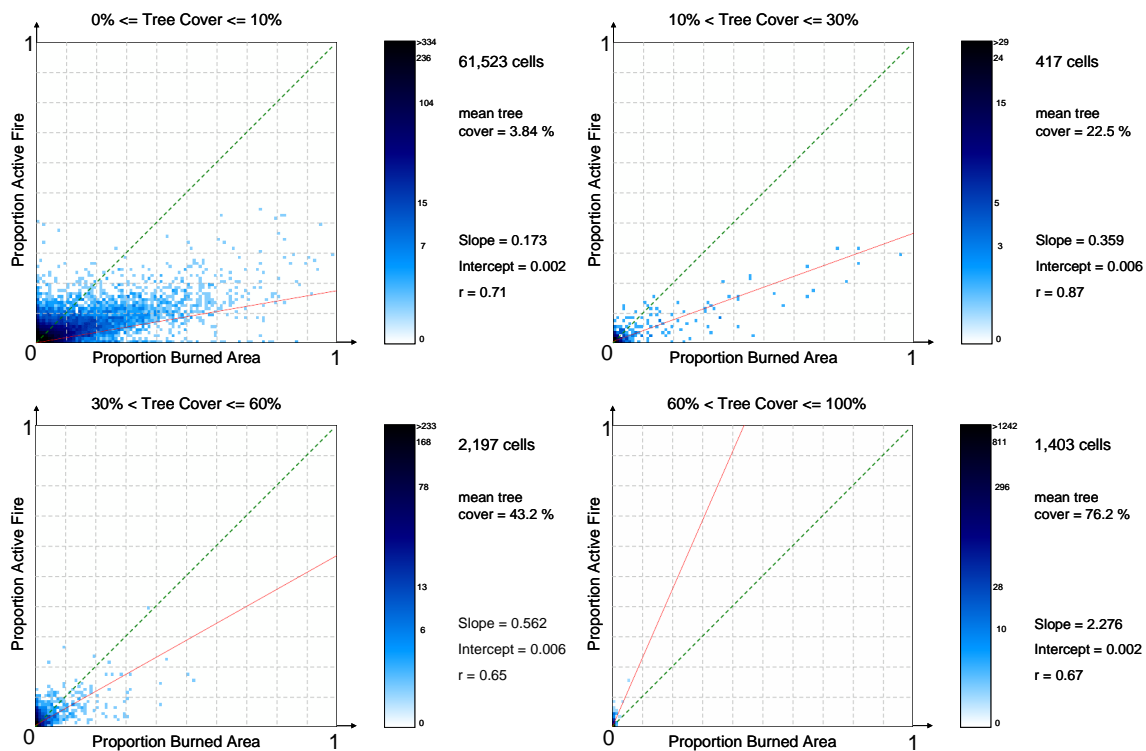 0% <= Tree Cover <= 10%
1
Proportion Active Fire
0
Proportion Burned Area
1
>334
236
104
15
7
0
61,523 cells
mean tree
cover = 3.84 %
Slope = 0.173
Intercept = 0.002
r = 0.71
10% < Tree Cover <= 30%
1
Proportion Active Fire
0
Proportion Burned Area
1
>29
24
15
5
3
0
417 cells
mean tree
cover = 22.5 %
Slope = 0.359
Intercept = 0.006
r = 0.87
30% < Tree Cover <= 60%
1
Proportion Active Fire
0
Proportion Burned Area
1
>233
168
78
13
6
0
2,197 cells
mean tree
cover = 43.2 %
Slope = 0.562
Intercept = 0.006
r = 0.65
60% < Tree Cover <= 100%
1
Proportion Active Fire
0
Proportion Burned Area
1
>1242
811
296
28
10
0
1,403 cells
mean tree
cover = 76.2 %
Slope = 2.276
Intercept = 0.002
r = 0.67